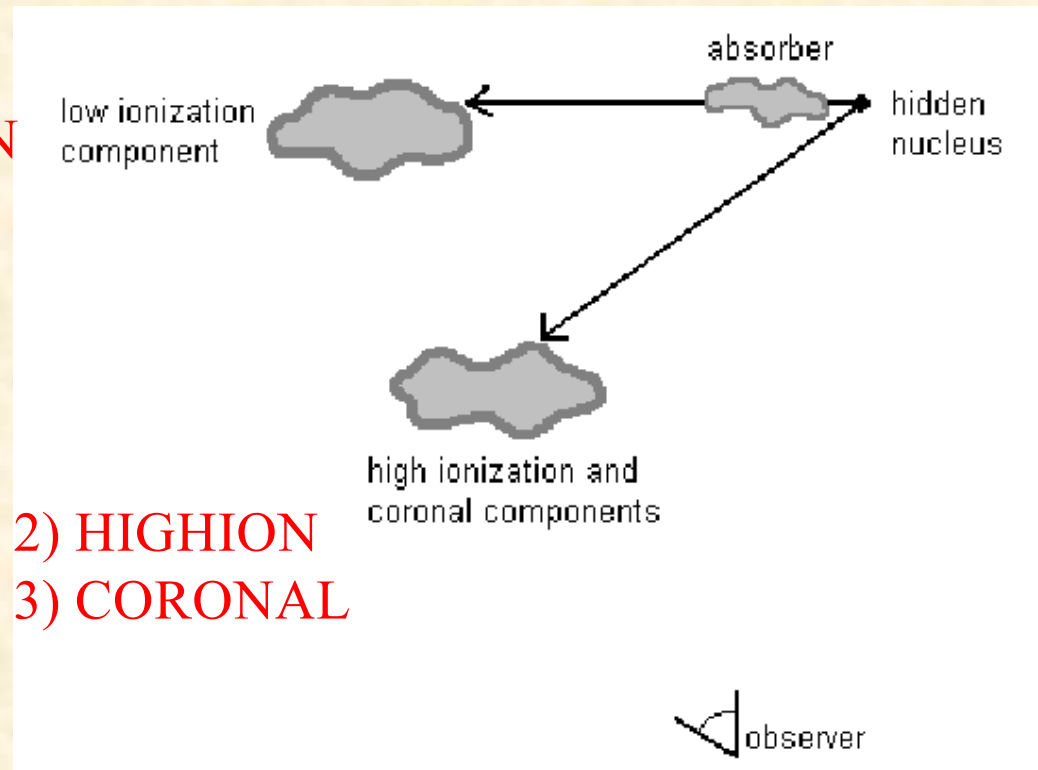 absorber
low ionization
component
hidden
nucleus
N
high ionization and
coronal components
2) HIGHION
3) CORONAL
observer